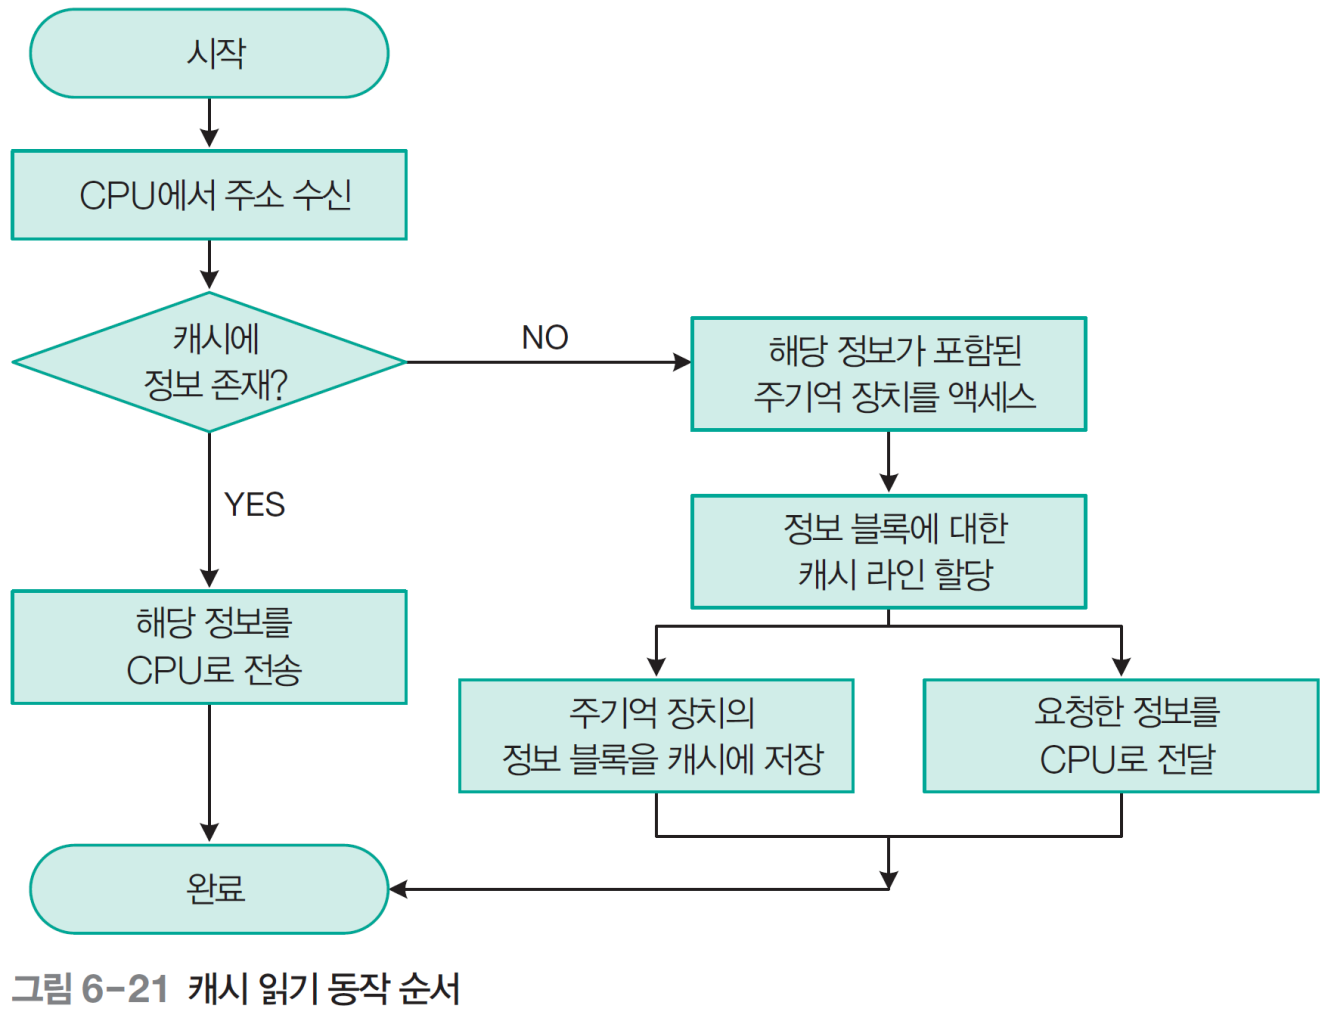 시작
CPU에서 주소 수신
캐시에
정보 존재?
NO
YES
해당 정보가 포함된
주기억 장치를 액세스
정보 블록에 대한
캐시 라인 할당
해당 정보를
CPU로 전송
주기억 장치의
정보 블록을 캐시에 저장
요청한 정보를
CPU로 전달
완료
그림 6-21 캐시 읽기 동작 순서